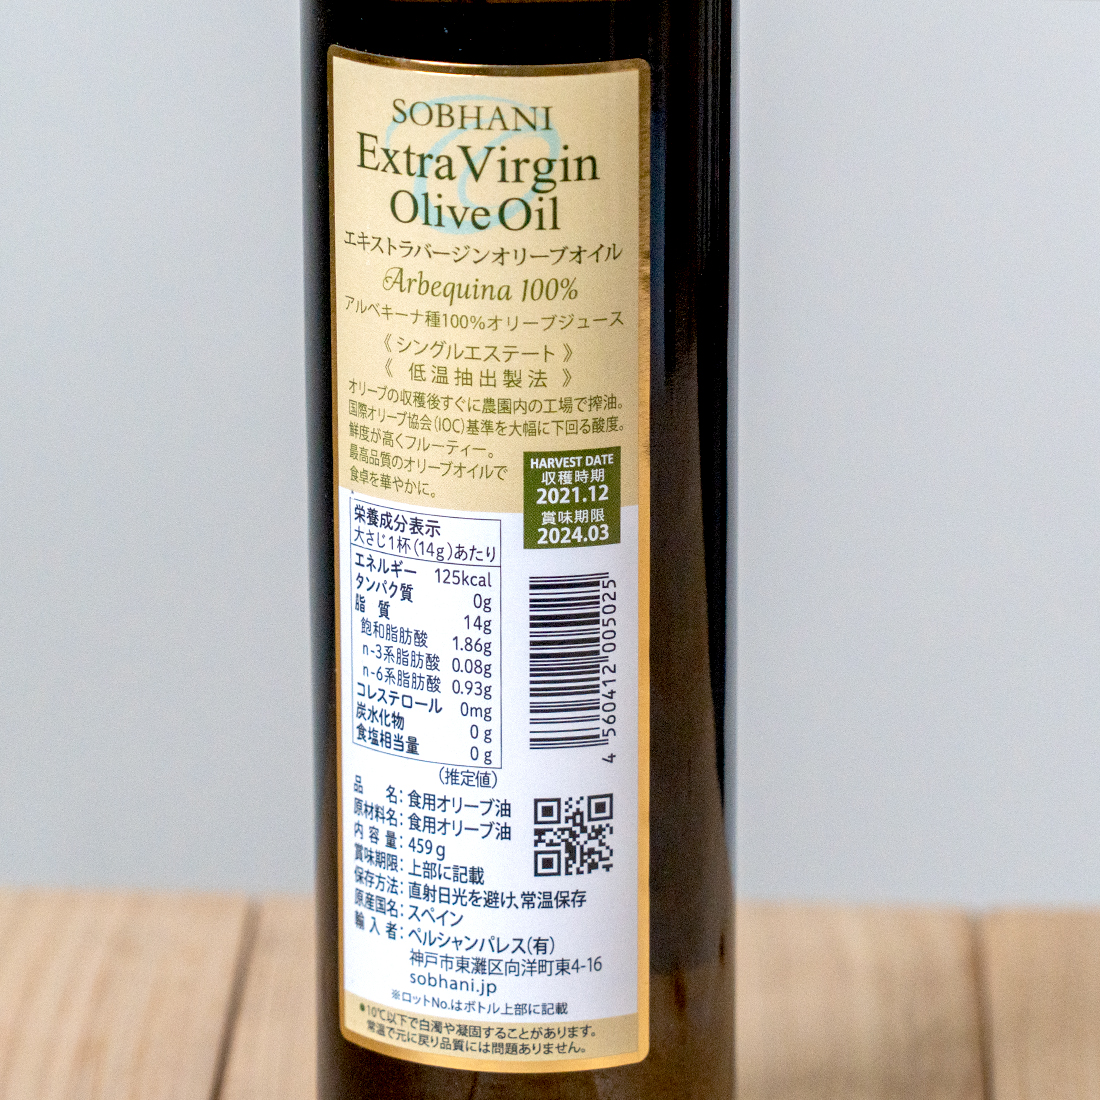 SOBHANI
Extra Virgin
Olive Oil
エキストラバージンオリーブオイル
Arbequina 100%
アルベキーナ種100%オリーブジュース
《 シングルエステート 》
《 低温抽出製法 》
オリーブの収穫後すぐに農園内の工場で搾油。
国際オリーブ協会(IOC)基準を大幅に下回る酸度。
鮮度が高くフルーティー。
最高品質のオリーブオイルで
食卓を華やかに。
HARVEST DATE
収穫時期
2021.12
賞味期限
2024.03
栄養成分表示
大さじ1杯(14g)あたり
エネルギー 125kcal
タンパク質 0g
脂 質 14g
飽和脂肪酸 1.86g
n-3系脂肪酸 0.08g
n-6系脂肪酸 0.93g
コレステロール 0mg
炭水化物 0g
食塩相当量 0g
(推定値)
4 560412 005025
品 名: 食用オリーブ油
原材料名: 食用オリーブ油
内容量: 459g
賞味期限: 上部に記載
保存方法: 直射日光を避け、常温保存
原産国名: スペイン
輸入者: ペルシャンパレス(有)
神戸市東灘区向洋町東4-16
sobhani.jp
※ロットNo.はボトル上部に記載
●10℃以下で白濁や凝固することがあります。
常温で元に戻り品質には問題ありません。